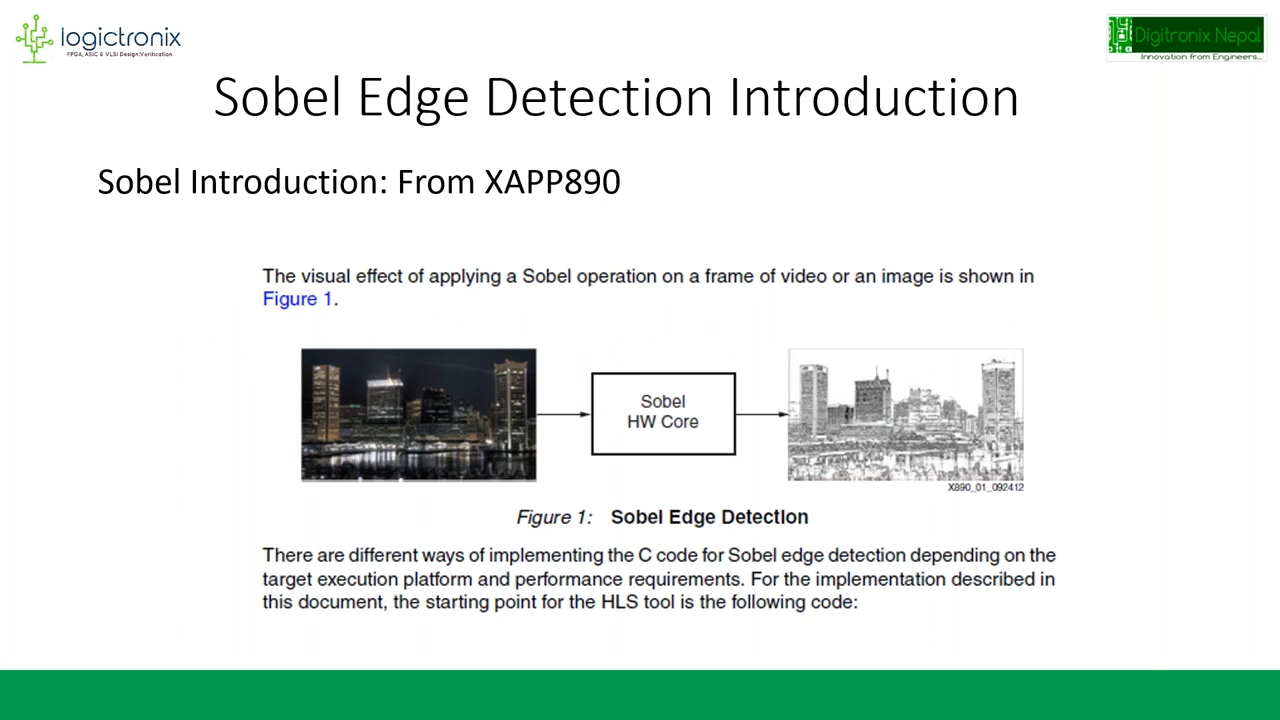 logictronix
FPGA, ASIC & VLSI Design:Verification
Digitronix Nepal
Innovation from Engineers...
Sobel Edge Detection Introduction
Sobel Introduction: From XAPP890
The visual effect of applying a Sobel operation on a frame of video or an image is shown in
Figure 1.
Sobel
HW Core
X890_01_092412
Figure 1: Sobel Edge Detection
There are different ways of implementing the C code for Sobel edge detection depending on the
target execution platform and performance requirements. For the implementation described in
this document, the starting point for the HLS tool is the following code: